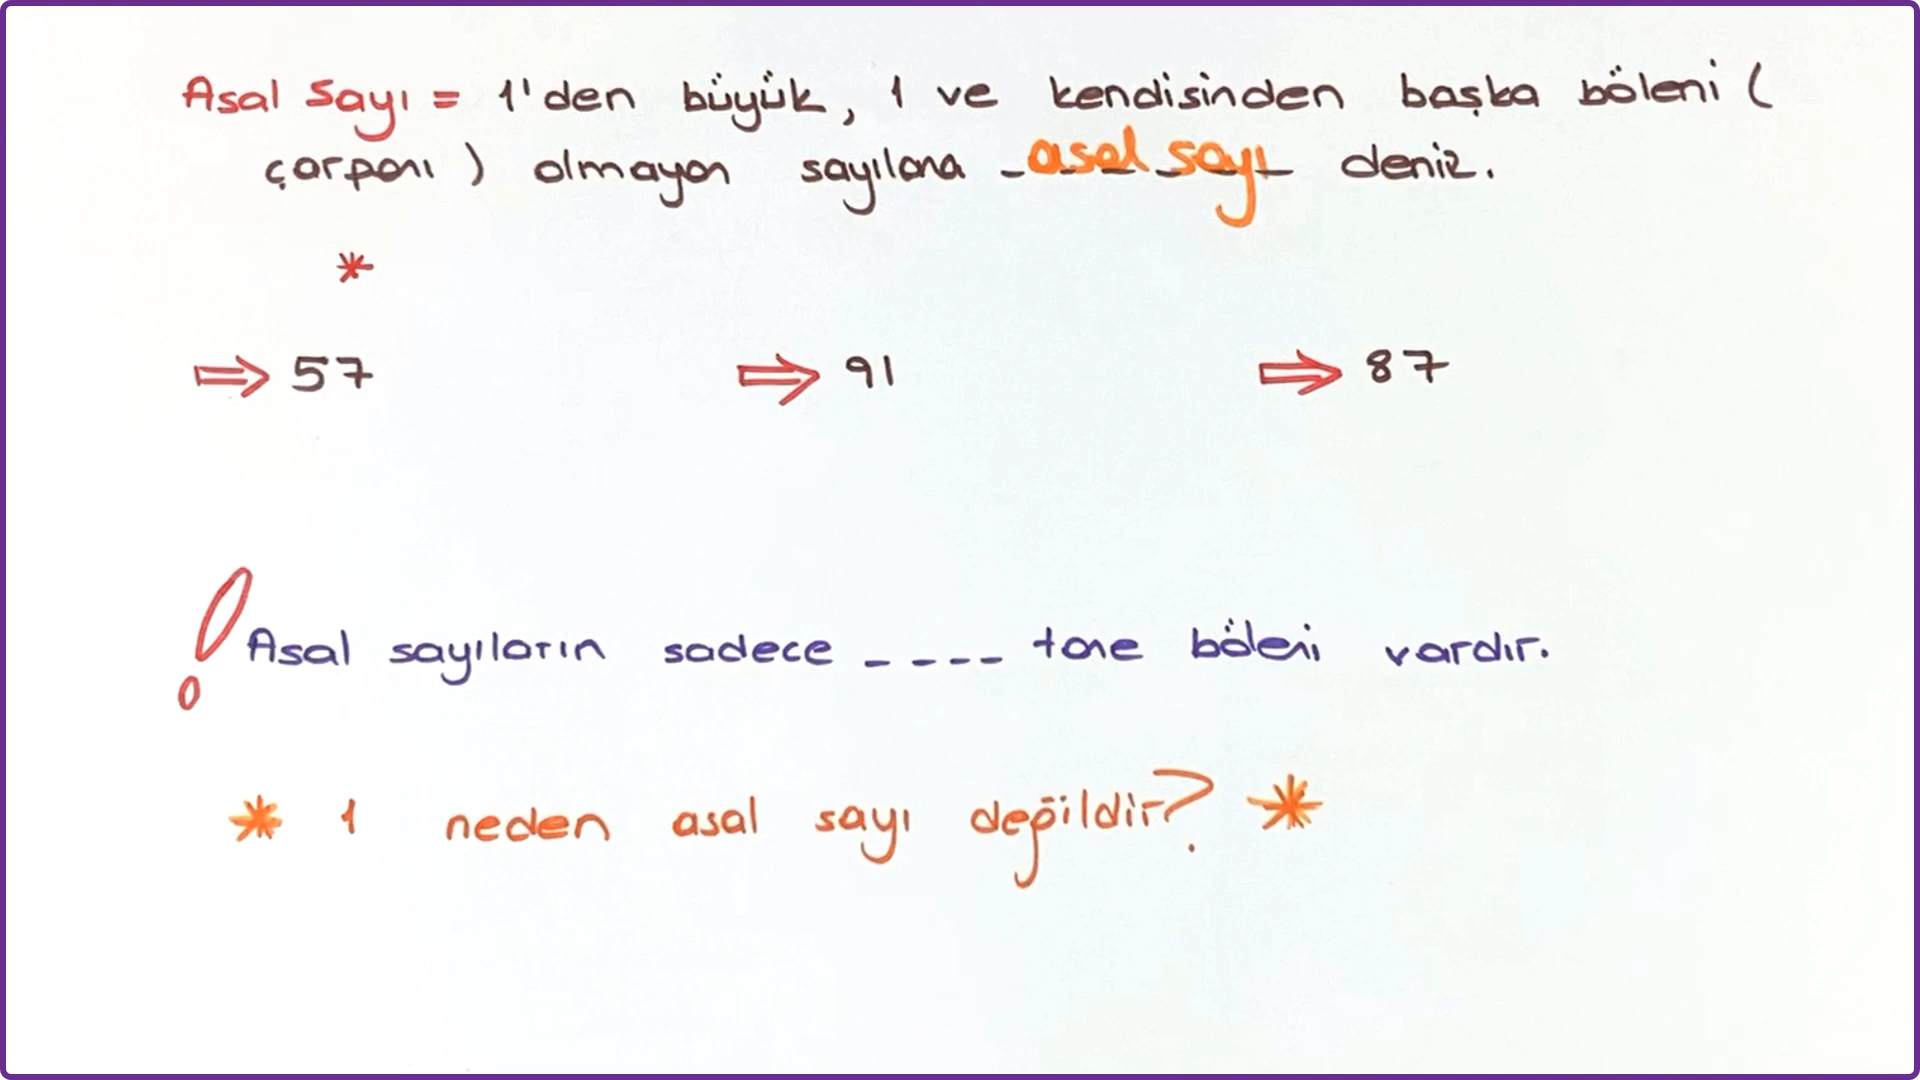 Asal Sayı = 1'den büyük, 1 ve kendisinden başka böleni (
çarpanı ) olmayan sayılara asal sayı deniz.
*
⇒ 57 ⇒ 91 ⇒ 87
! Asal sayıların sadece ---- tane böleni vardır.
* 1 neden asal sayı değildir? *